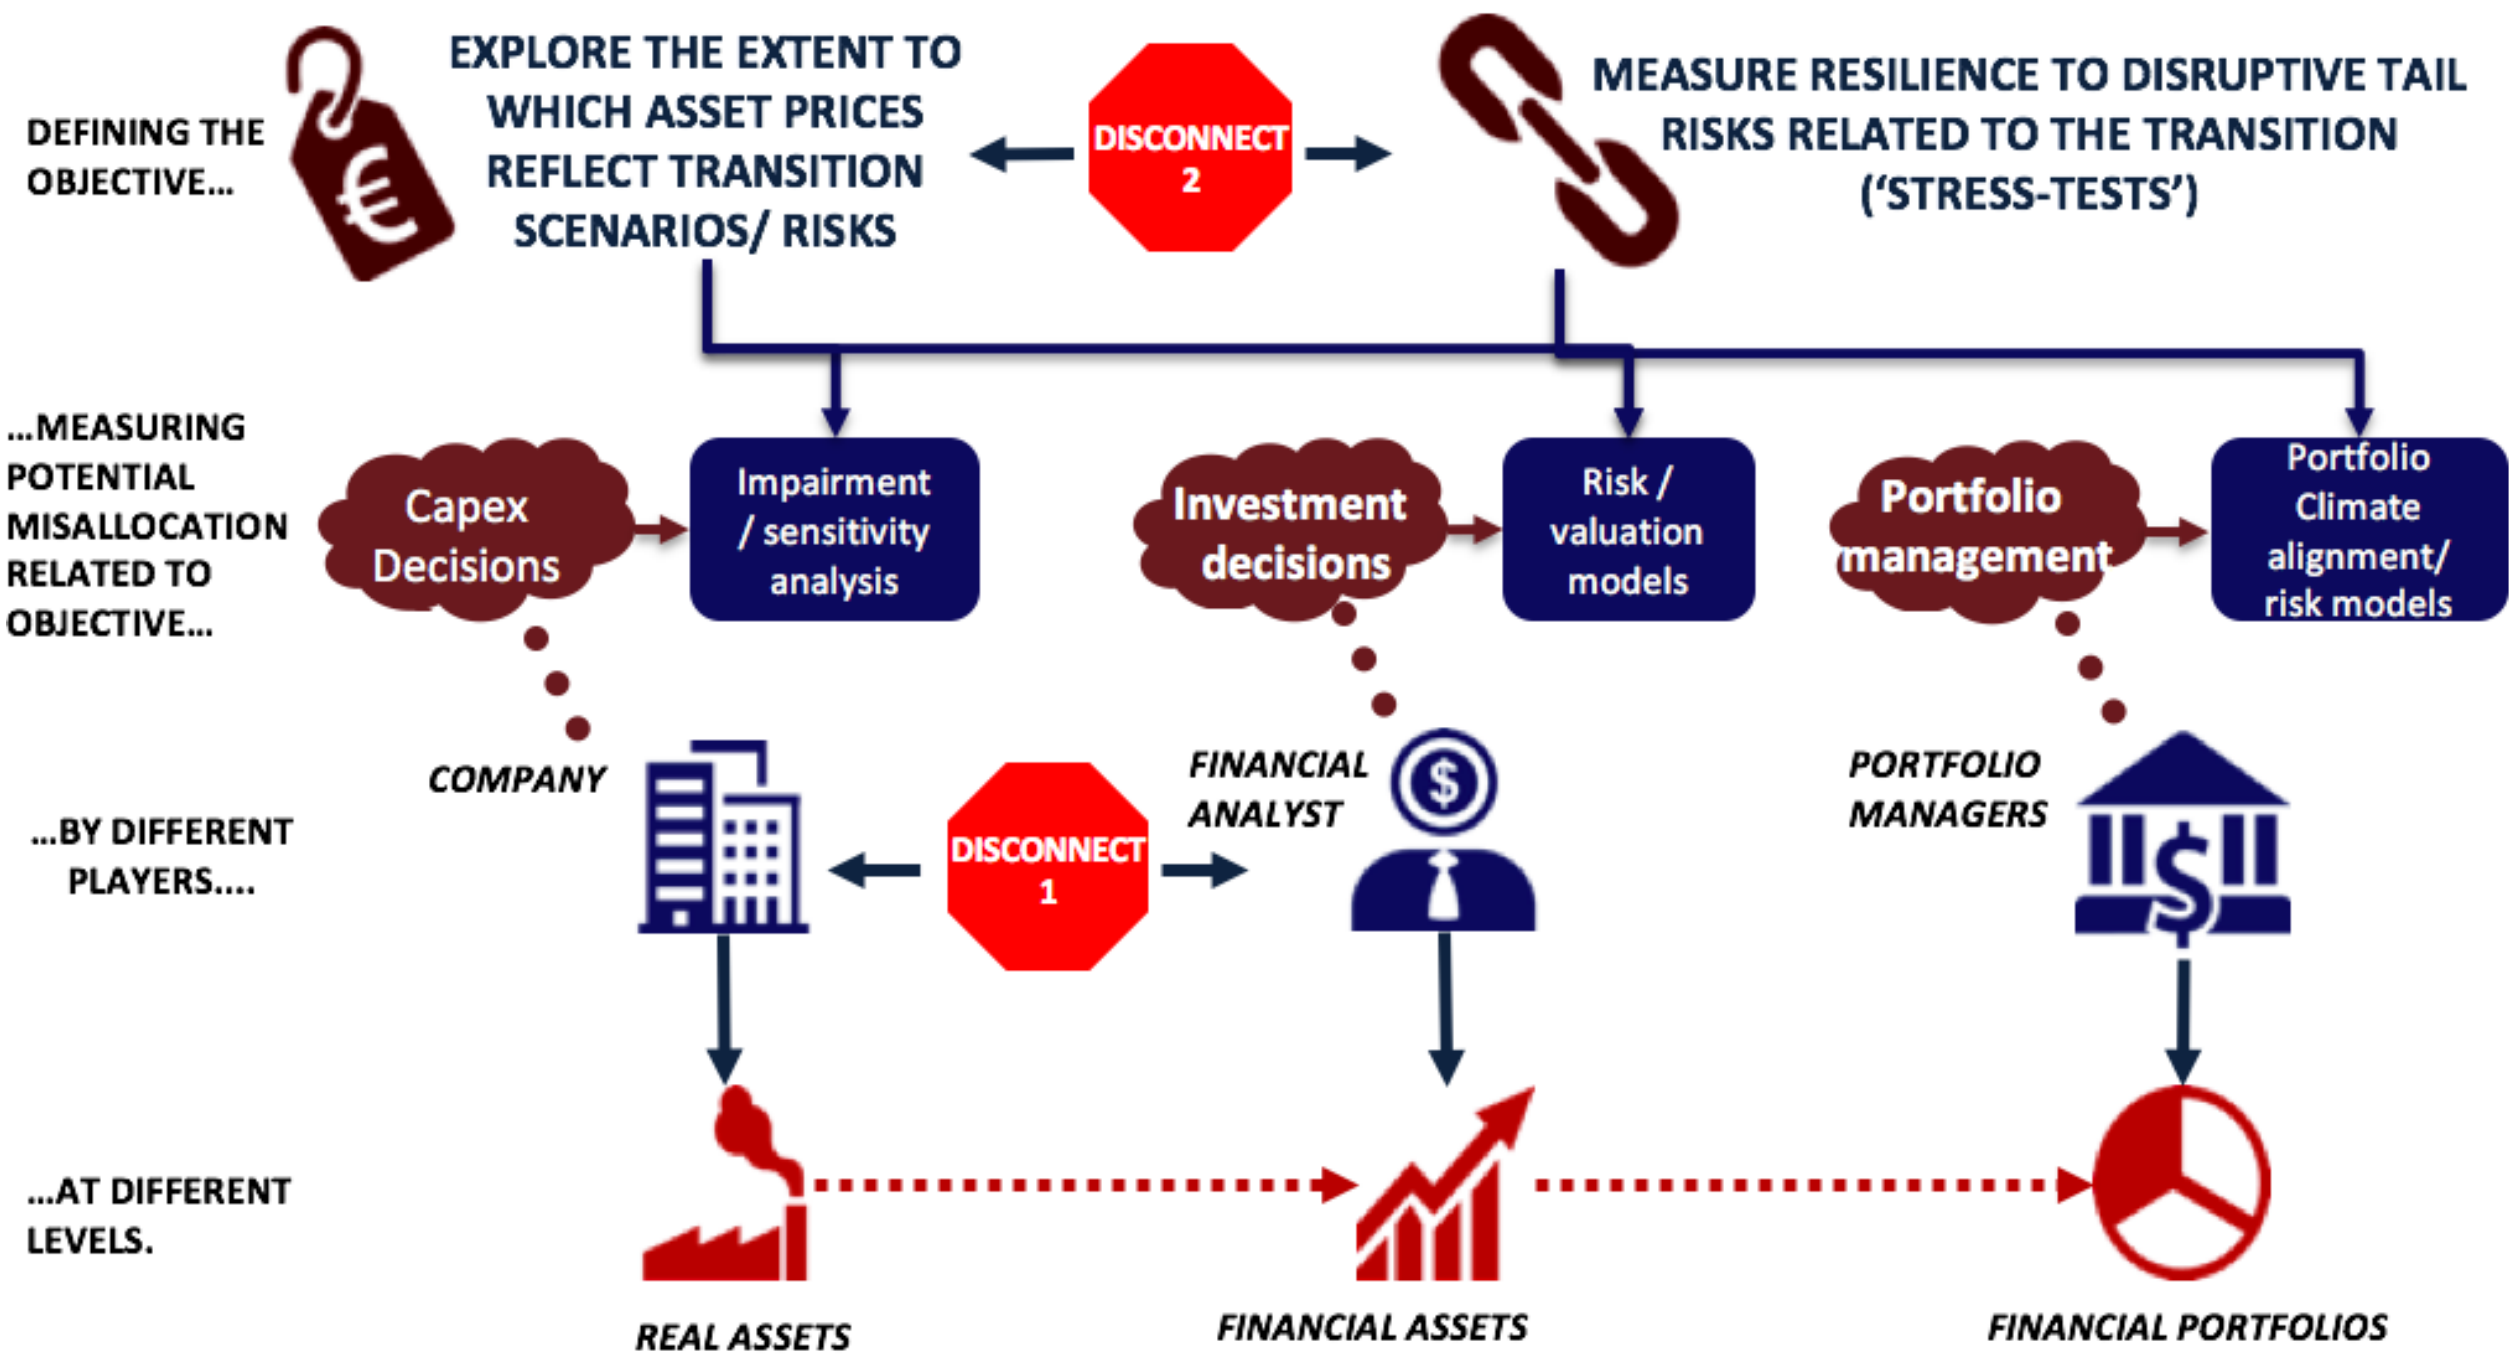 DEFINING THE
OBJECTIVE…
€
EXPLORE THE EXTENT TO
WHICH ASSET PRICES
REFLECT TRANSITION
SCENARIOS/ RISKS
DISCONNECT
2
MEASURE RESILIENCE TO DISRUPTIVE TAIL
RISKS RELATED TO THE TRANSITION
(‘STRESS-TESTS’)
…MEASURING
POTENTIAL
MISALLOCATION
RELATED TO
OBJECTIVE…
Capex
Decisions
Impairment
/ sensitivity
analysis
Investment
decisions
Risk /
valuation
models
Portfolio
management
Portfolio
Climate
alignment/
risk models
…BY DIFFERENT
PLAYERS....
COMPANY
DISCONNECT
1
FINANCIAL
ANALYST
$
PORTFOLIO
MANAGERS
$
…AT DIFFERENT
LEVELS.
REAL ASSETS
FINANCIAL ASSETS
FINANCIAL PORTFOLIOS